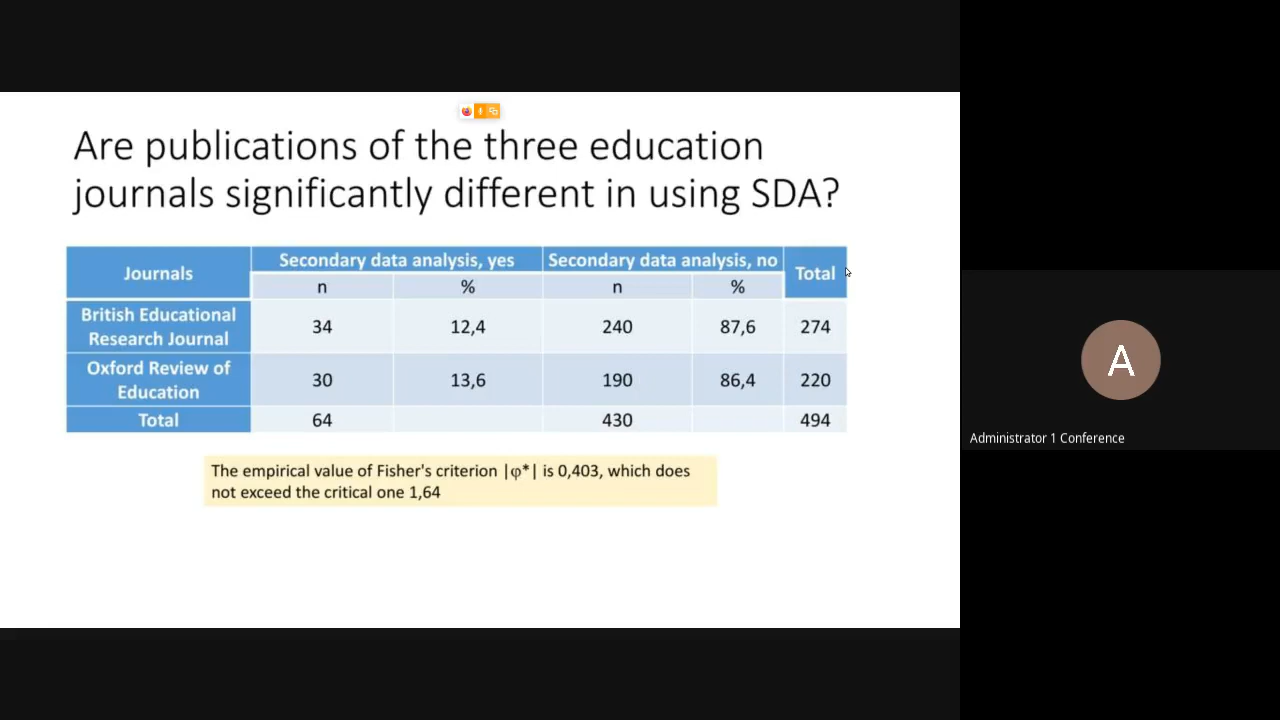 Are publications of the three education
journals significantly different in using SDA?
Journals
Secondary data analysis, yes
Secondary data analysis, no
Total
n
%
n
%
British Educational
Research Journal
34
12,4
240
87,6
274
Oxford Review of
Education
30
13,6
190
86,4
220
Total
64
430
494
The empirical value of Fisher's criterion |φ*| is 0,403, which does
not exceed the critical one 1,64
A
Administrator 1 Conference